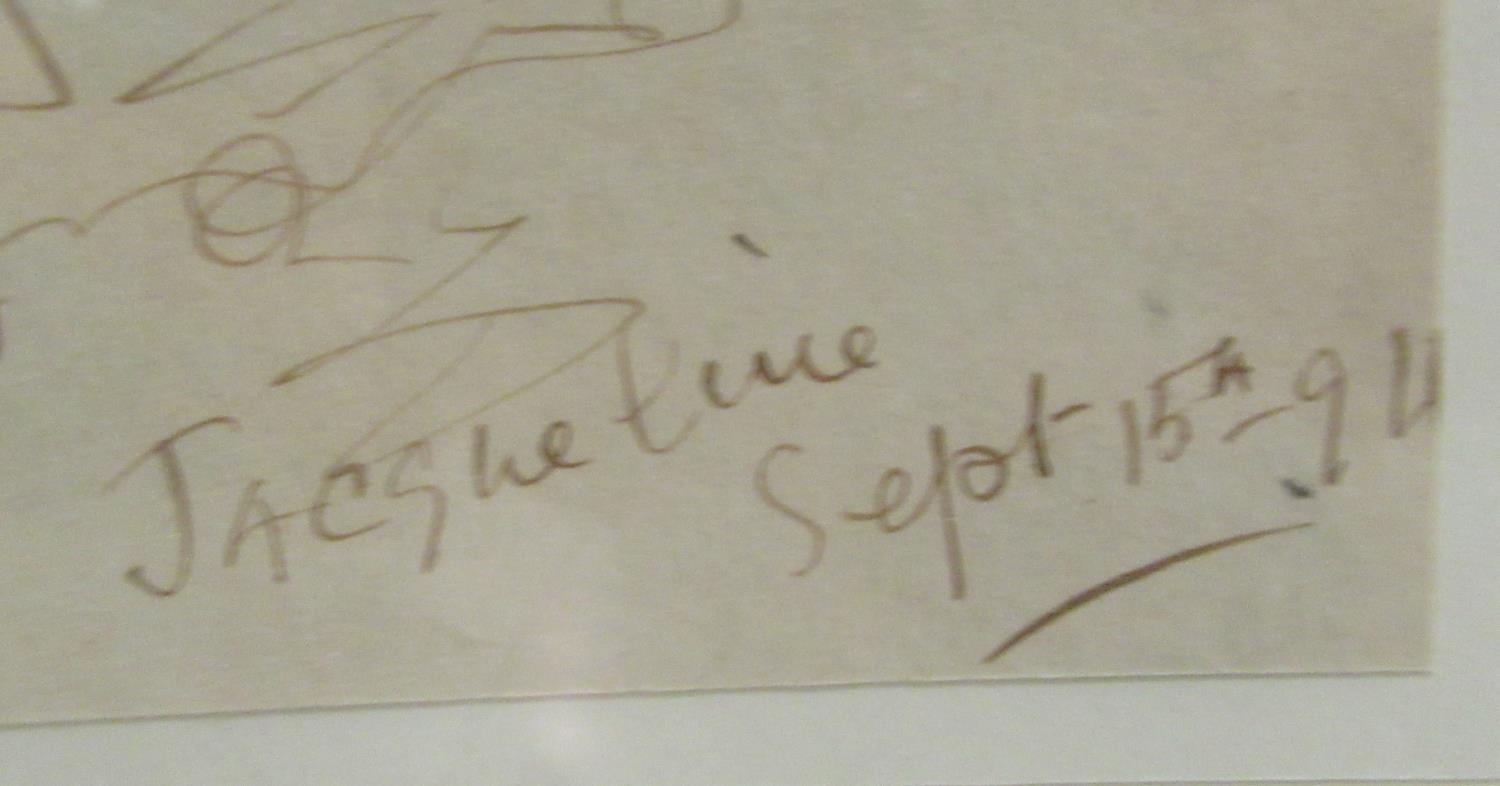 Jacqueline
Sept 15th - 911